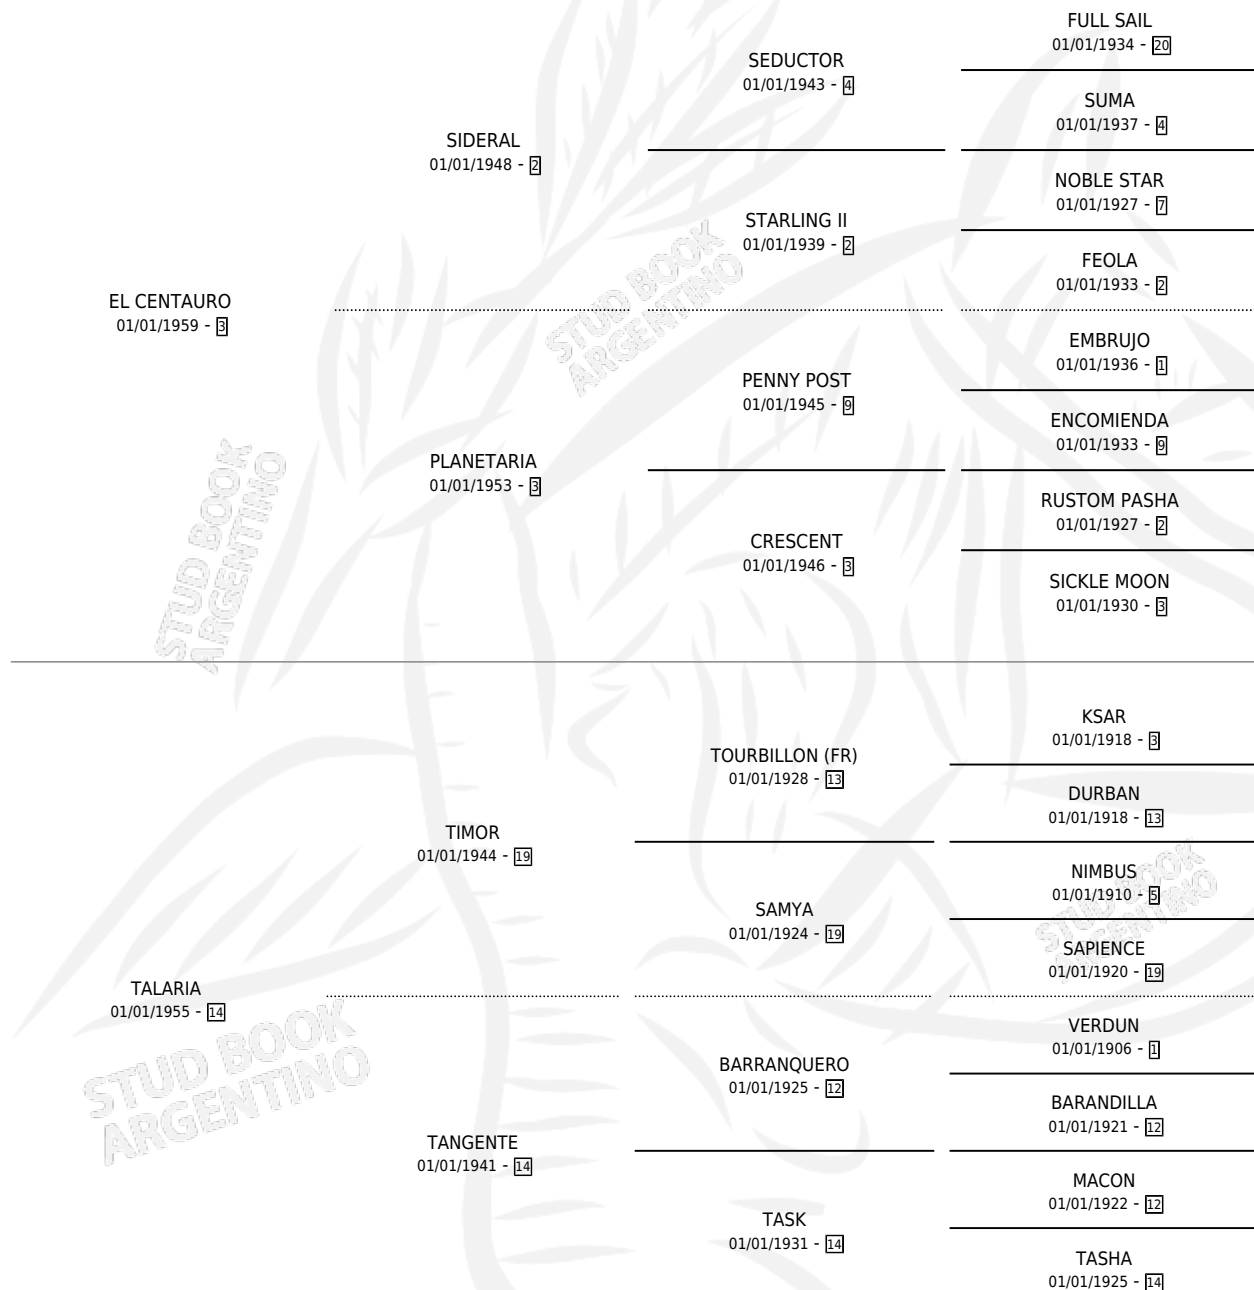 FULL SAIL
01/01/1934 - 20
SEDUCTOR
01/01/1943 - 4
SUMA
01/01/1937 - 4
SIDERAL
01/01/1948 - 2
NOBLE STAR
01/01/1927 - 7
STARLING II
01/01/1939 - 2
FEOLA
01/01/1933 - 2
EL CENTAURO
01/01/1959 - 3
EMBRUJO
01/01/1936 - 1
PENNY POST
01/01/1945 - 9
ENCOMIENDA
01/01/1933 - 9
PLANETARIA
01/01/1953 - 3
RUSTOM PASHA
01/01/1927 - 2
CRESCENT
01/01/1946 - 3
SICKLE MOON
01/01/1930 - 3
KSAR
01/01/1918 - 3
TOURBILLON (FR)
01/01/1928 - 13
DURBAN
01/01/1918 - 13
TIMOR
01/01/1944 - 19
NIMBUS
01/01/1910 - 5
SAMYA
01/01/1924 - 19
SAPIENCE
01/01/1920 - 19
TALARIA
01/01/1955 - 14
VERDUN
01/01/1906 - 1
BARRANQUERO
01/01/1925 - 12
BARANDILLA
01/01/1921 - 12
TANGENTE
01/01/1941 - 14
MACON
01/01/1922 - 12
TASK
01/01/1931 - 14
TASHA
01/01/1925 - 14
STUD BOOK
ARGENTINO
STUD BOOK
ARGENTINO
STUD BOOK
ARGENTINO
STUD BOOK
ARGENTINO